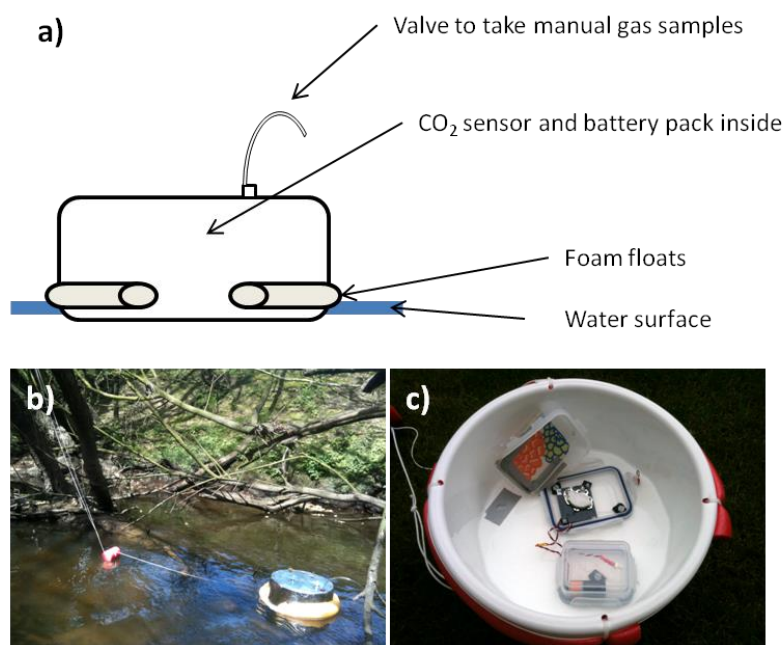 a)
Valve to take manual gas samples
CO₂ sensor and battery pack inside
Foam floats
Water surface
b)
c)